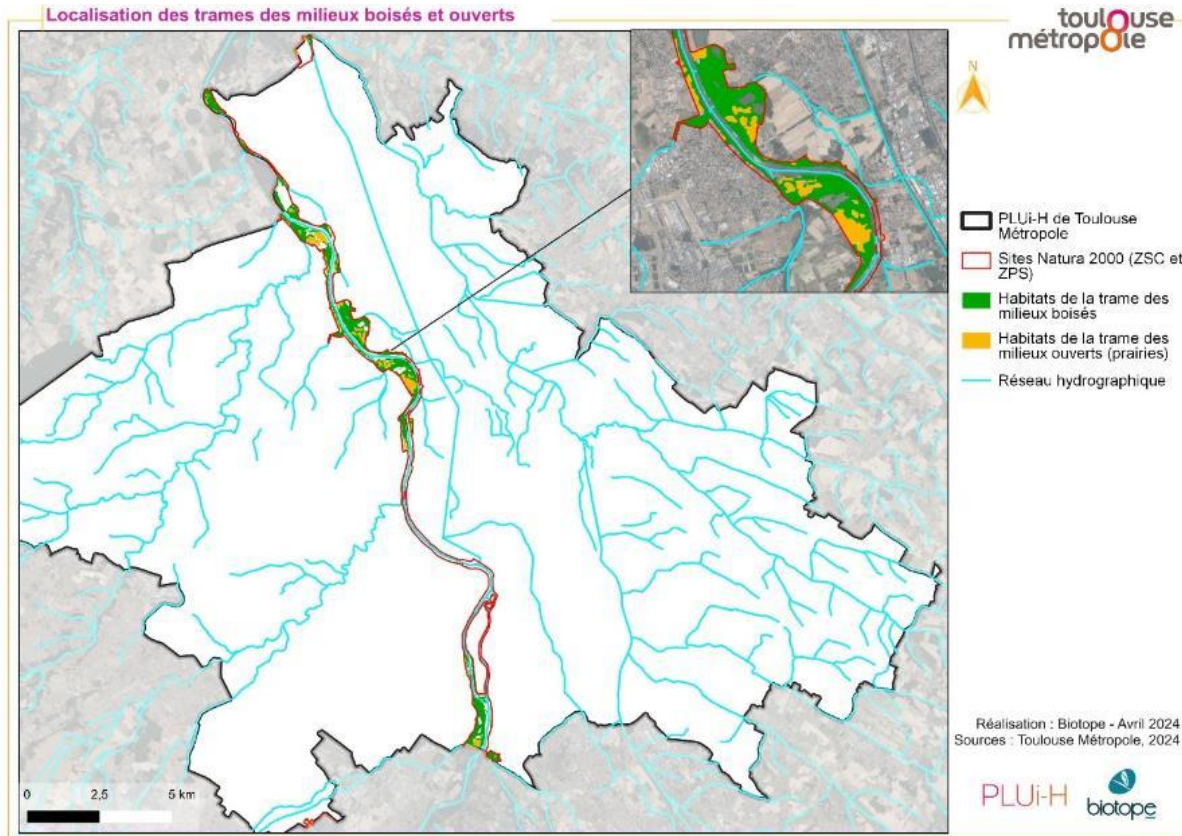 Localisation des trames des milieux boisés et ouverts
toulouse
métropole
N
PLUi-H de Toulouse
Métropole
Sites Natura 2000 (ZSC et
ZPS)
Habitats de la trame des
milieux boisés
Habitats de la trame des
milieux ouverts (prairies)
Réseau hydrographique
Réalisation : Biotope - Avril 2024
Sources : Toulouse Métropole, 2024
0 2,5 5 km
PLUi-H
biotope